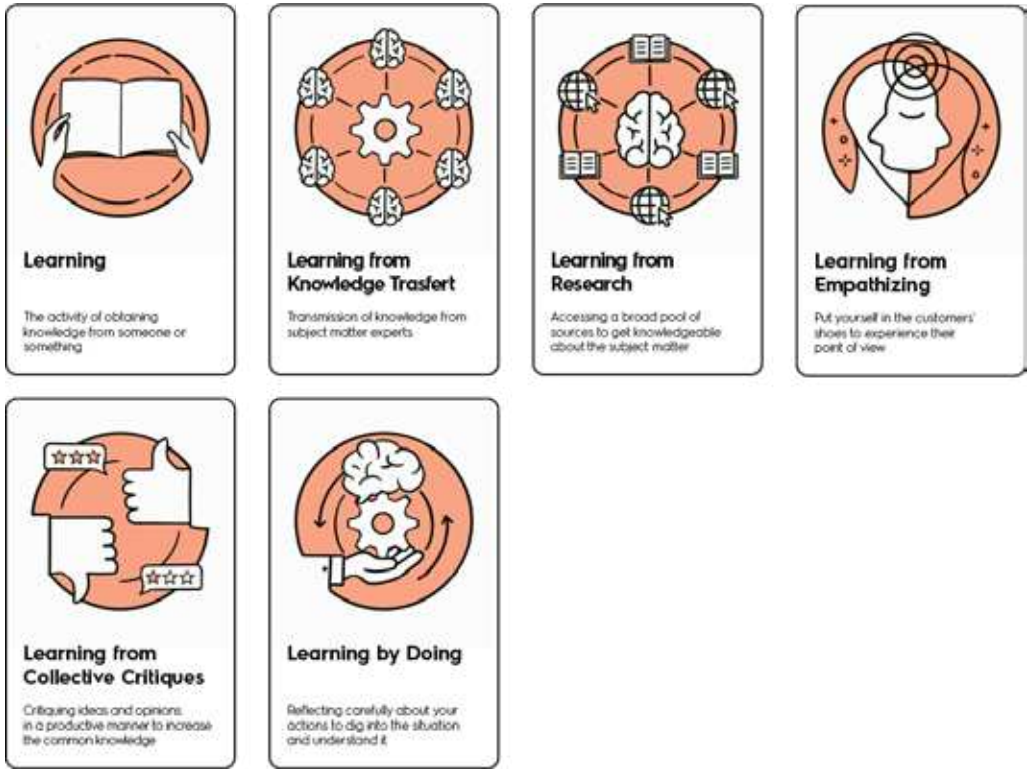 Learning
The activity of obtaining
knowledge from someone or
something
Learning from
Knowledge Trasfert
Transmission of knowledge from
subject matter experts
Learning from
Research
Accessing a broad pool of
sources to get knowledgeable
about the subject matter
Learning from
Empathizing
Put yourself in the customers'
shoes to experience their
point of view
Learning from
Collective Critiques
Critiquing ideas and opinions
in a productive manner to increase
the common knowledge
Learning by Doing
Reflecting carefully about your
actions to dig into the situation
and understand it